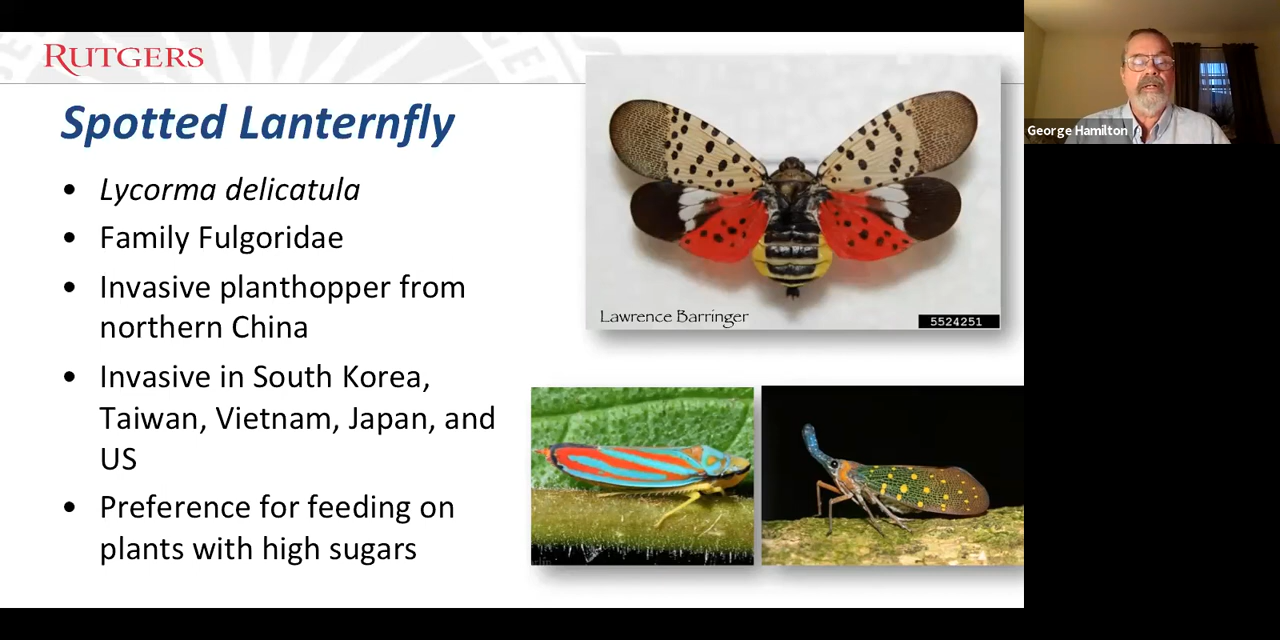 RUTGERS
Spotted Lanternfly
• Lycorma delicatula
• Family Fulgoridae
• Invasive planthopper from
northern China
• Invasive in South Korea,
Taiwan, Vietnam, Japan, and
US
• Preference for feeding on
plants with high sugars
Lawrence Barringer
5524251
George Hamilton